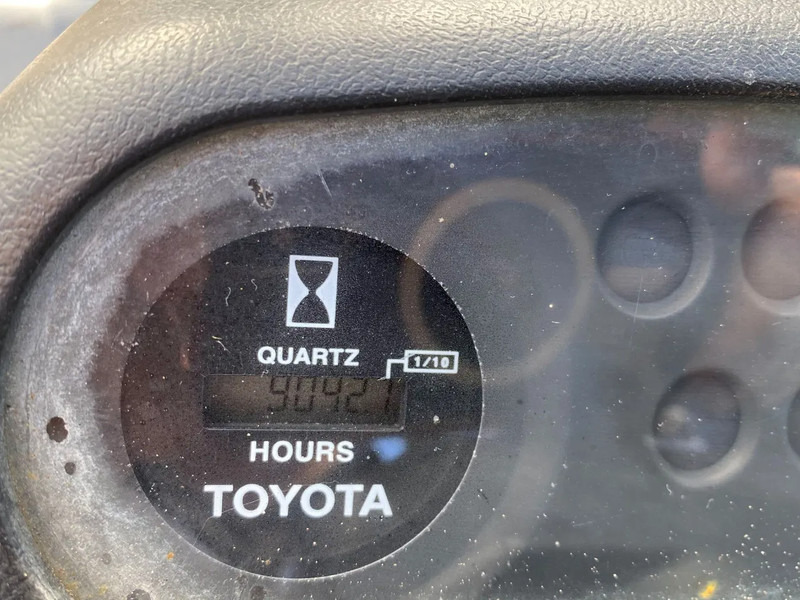 QUARTZ
1/10
90421
HOURS
TOYOTA